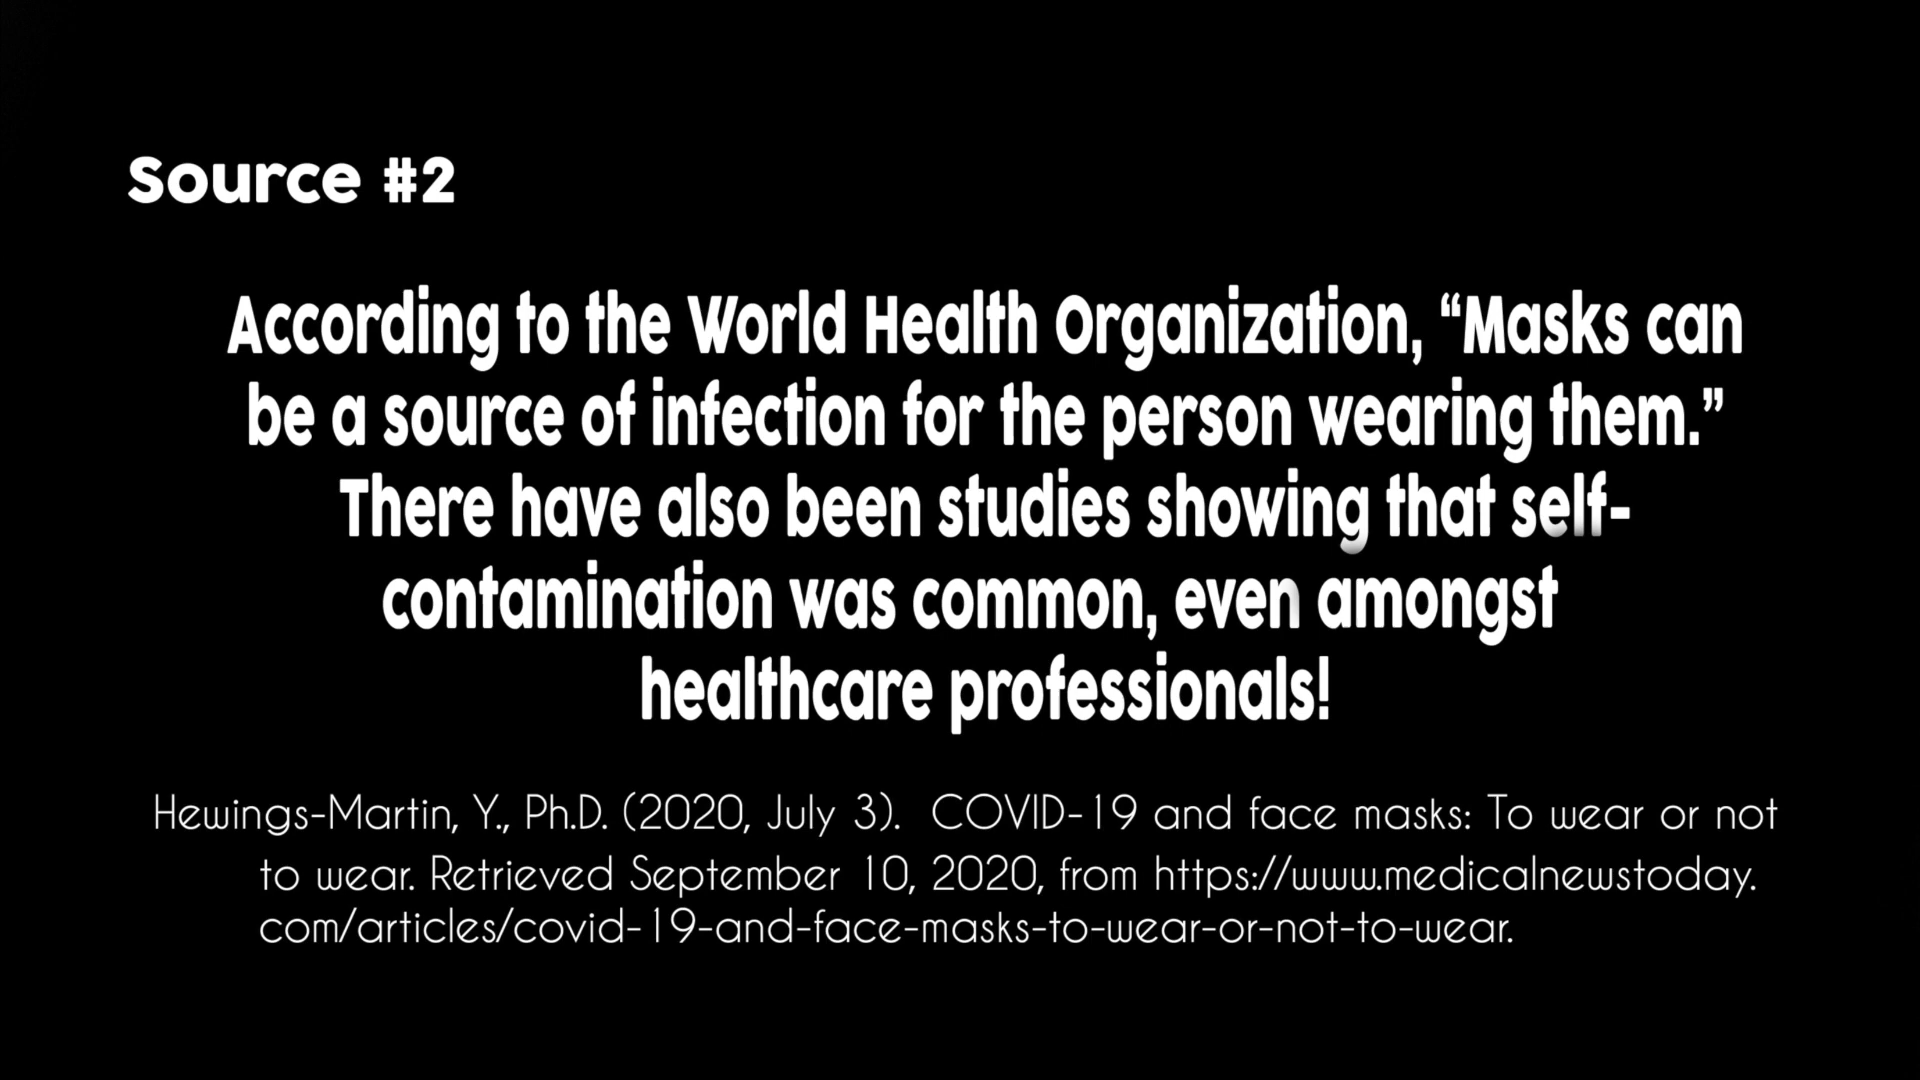 Source #2
According to the World Health Organization, “Masks can
be a source of infection for the person wearing them.”
There have also been studies showing that self-
contamination was common, even amongst
healthcare professionals!
Hewings-Martin, Y., Ph.D. (2020, July 3). COVID-19 and face masks: To wear or not
to wear. Retrieved September 10, 2020, from https://www.medicalnewstoday.
com/articles/covid-19-and-face-masks-to-wear-or-not-to-wear.